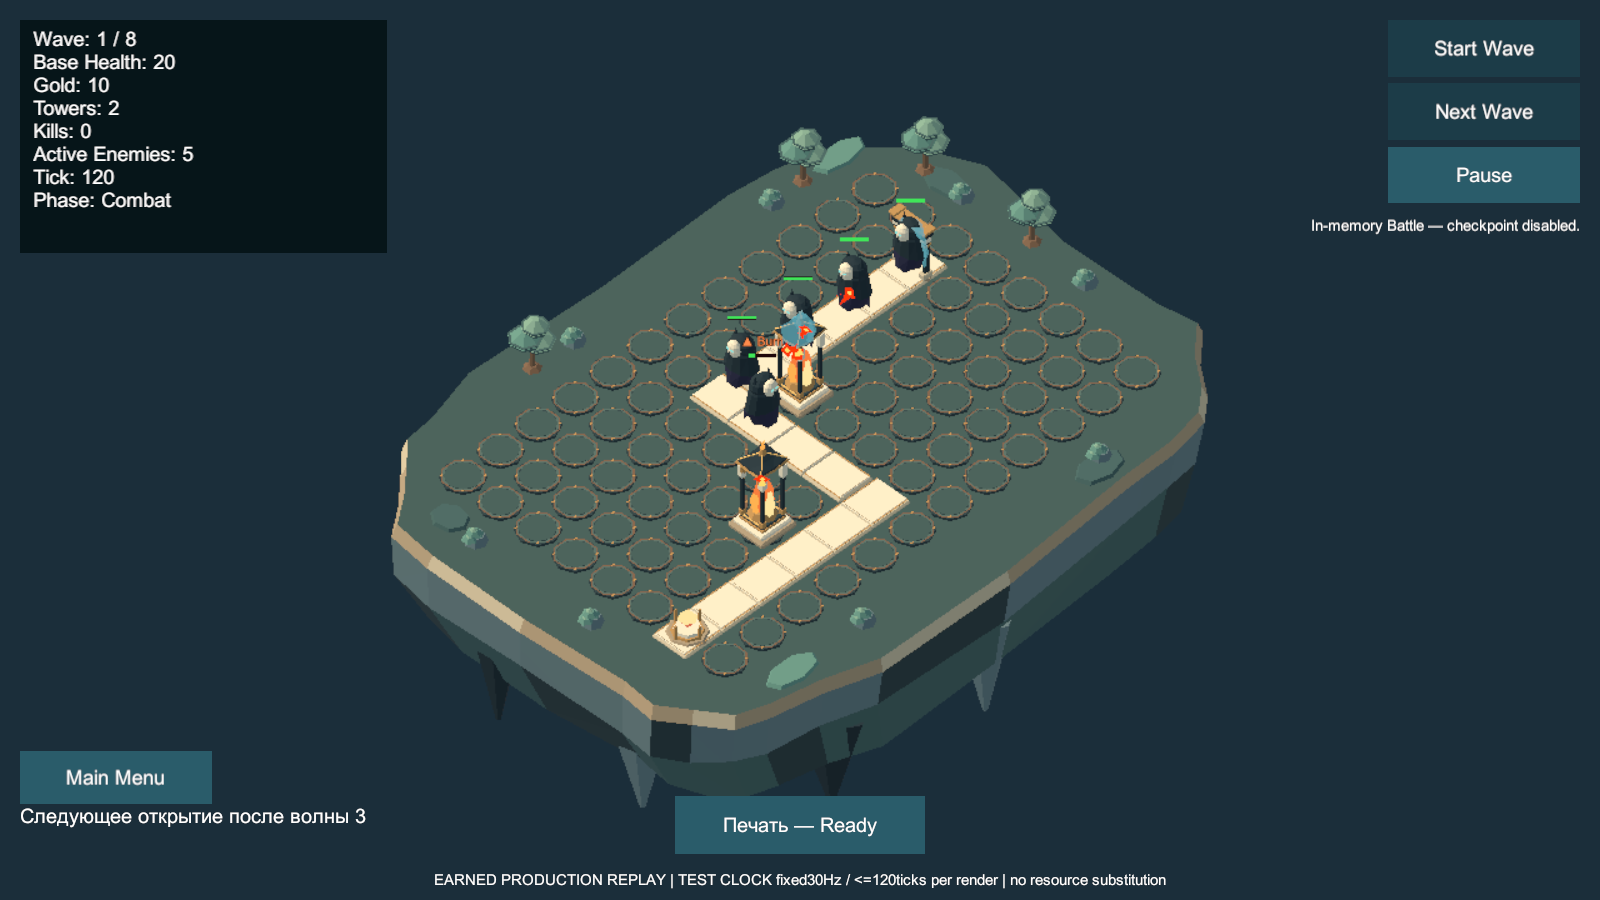 Wave: 1 / 8
Base Health: 20
Gold: 10
Towers: 2
Kills: 0
Active Enemies: 5
Tick: 120
Phase: Combat
Start Wave
Next Wave
Pause
In-memory Battle — checkpoint disabled.
Main Menu
Следующее открытие после волны 3
Печать — Ready
EARNED PRODUCTION REPLAY | TEST CLOCK fixed30Hz / <=120ticks per render | no resource substitution